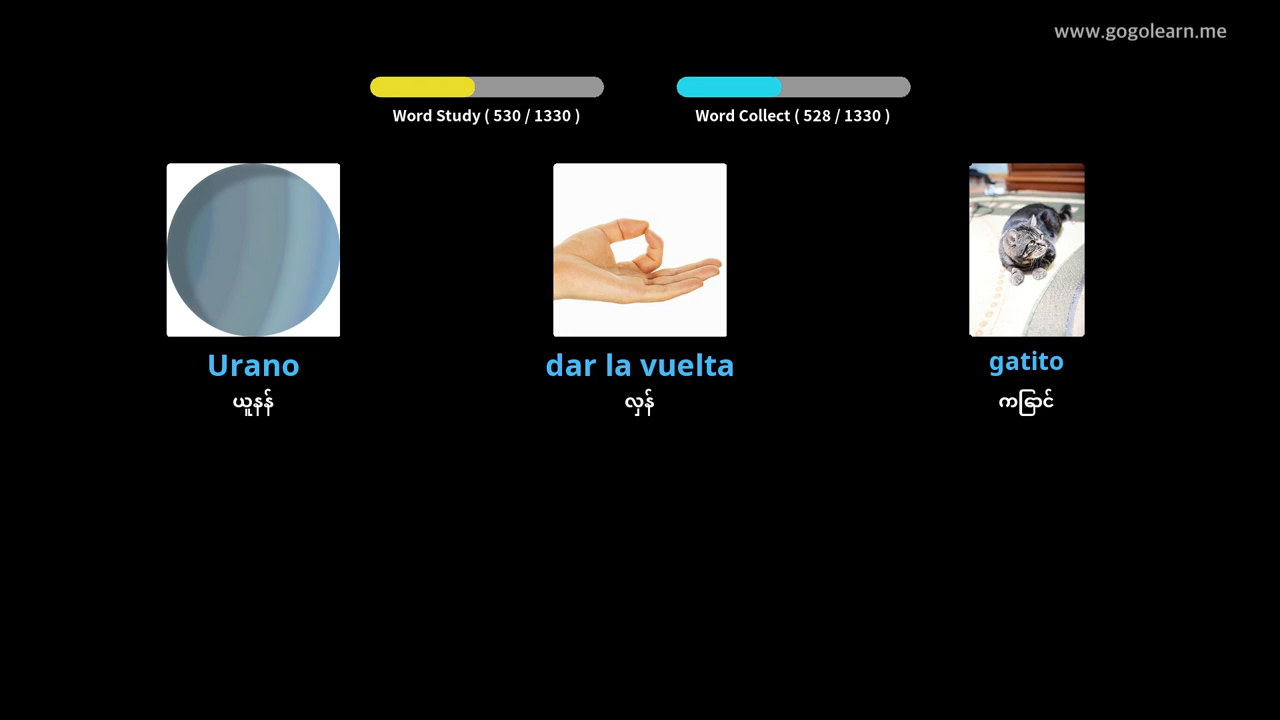 www.gogolearn.me
Word Study ( 530 / 1330 )
Word Collect ( 528 / 1330 )
Urano
ယူနန်
dar la vuelta
လှန်
gatito
ကခြောင်